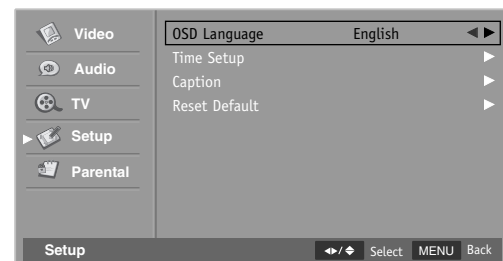 Video
Audio
TV
Setup
Parental
OSD Language English
Time Setup
Caption
Reset Default
Setup Select MENU Back